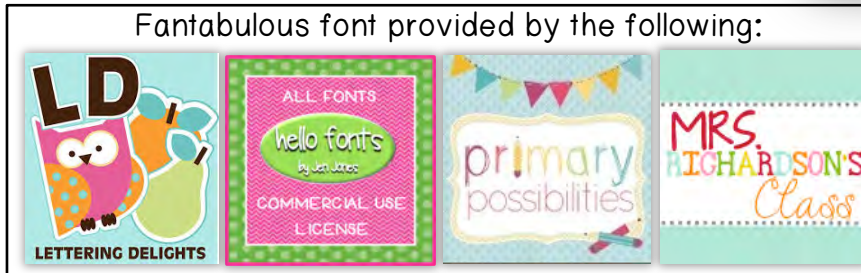 Fantabulous font provided by the following:
LD
LETTERING DELIGHTS
ALL FONTS
hello fonts
by Jen Jones
COMMERCIAL USE
LICENSE
primary
possibilities
MRS.
RICHARDSON'S
Class